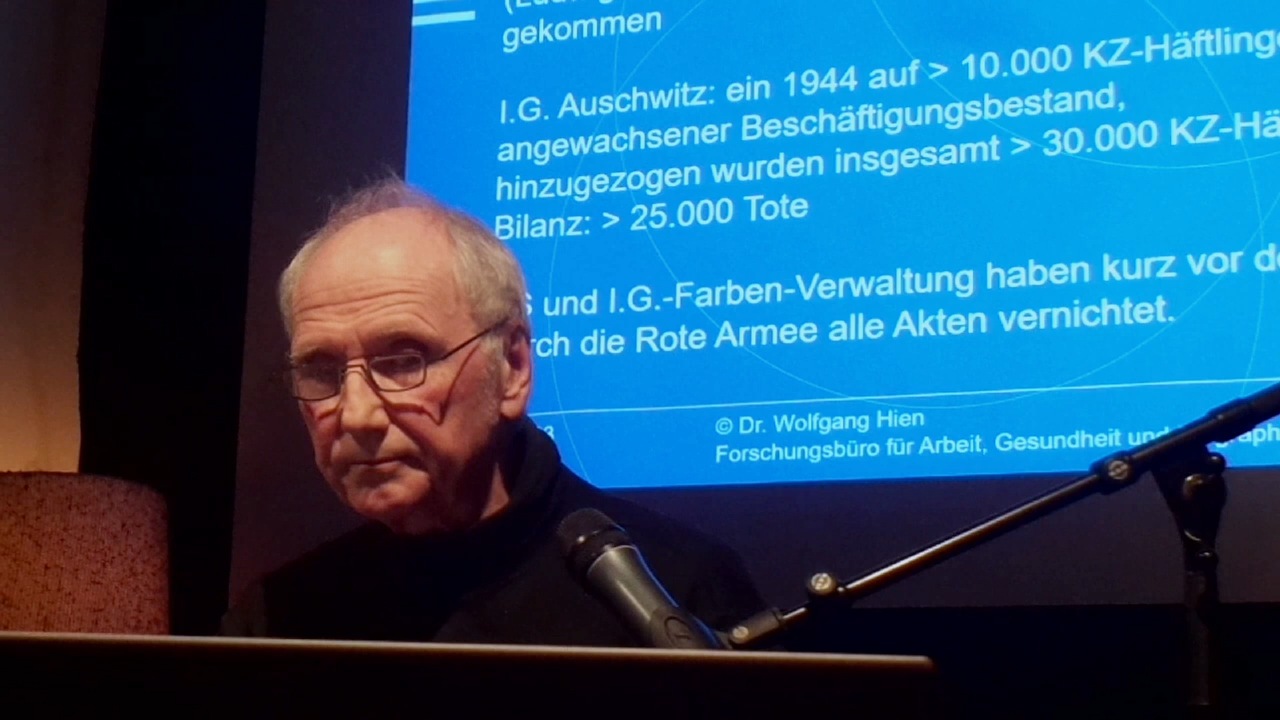 gekommen
I.G. Auschwitz: ein 1944 auf > 10.000 KZ-Häftling
angewachsener Beschäftigungsbestand,
hinzugezogen wurden insgesamt > 30.000 KZ-Hä
Bilanz: > 25.000 Tote
und I.G.-Farben-Verwaltung haben kurz vor
rch die Rote Armee alle Akten vernichtet.
3
© Dr. Wolfgang Hien
Forschungsbüro für Arbeit, Gesundheit und